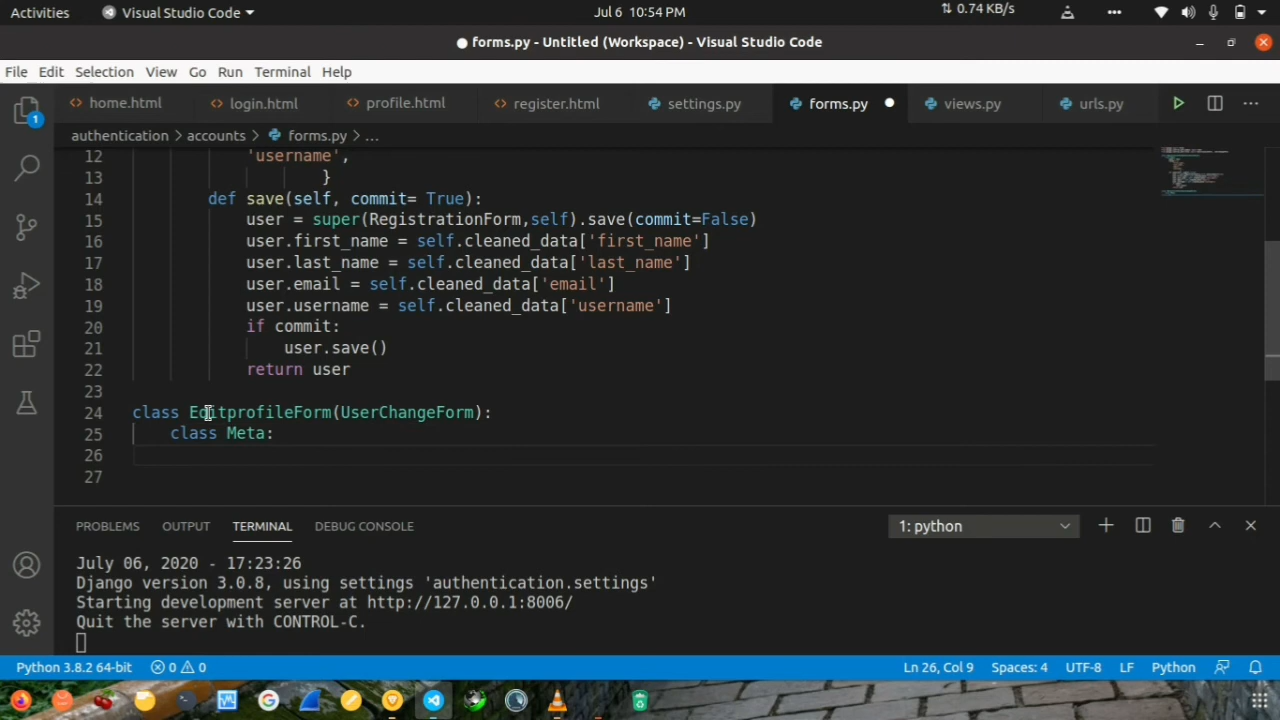 Activities
Visual Studio Code
Jul 6 10:54 PM
0.74 KB/s
forms.py - Untitled (Workspace) - Visual Studio Code
File Edit Selection View Go Run Terminal Help
1
home.html
login.html
profile.html
register.html
settings.py
forms.py
views.py
urls.py
authentication > accounts > forms.py > ...
12 'username',
13 }
14 def save(self, commit= True):
15 user = super(RegistrationForm,self).save(commit=False)
16 user.first_name = self.cleaned_data['first_name']
17 user.last_name = self.cleaned_data['last_name']
18 user.email = self.cleaned_data['email']
19 user.username = self.cleaned_data['username']
20 if commit:
21 user.save()
22 return user
23
24 class EditprofileForm(UserChangeForm):
25 class Meta:
26
27
PROBLEMS OUTPUT TERMINAL DEBUG CONSOLE
1: python
July 06, 2020 - 17:23:26
Django version 3.0.8, using settings 'authentication.settings'
Starting development server at http://127.0.0.1:8006/
Quit the server with CONTROL-C.
Python 3.8.2 64-bit 0 0 Ln 26, Col 9 Spaces: 4 UTF-8 LF Python